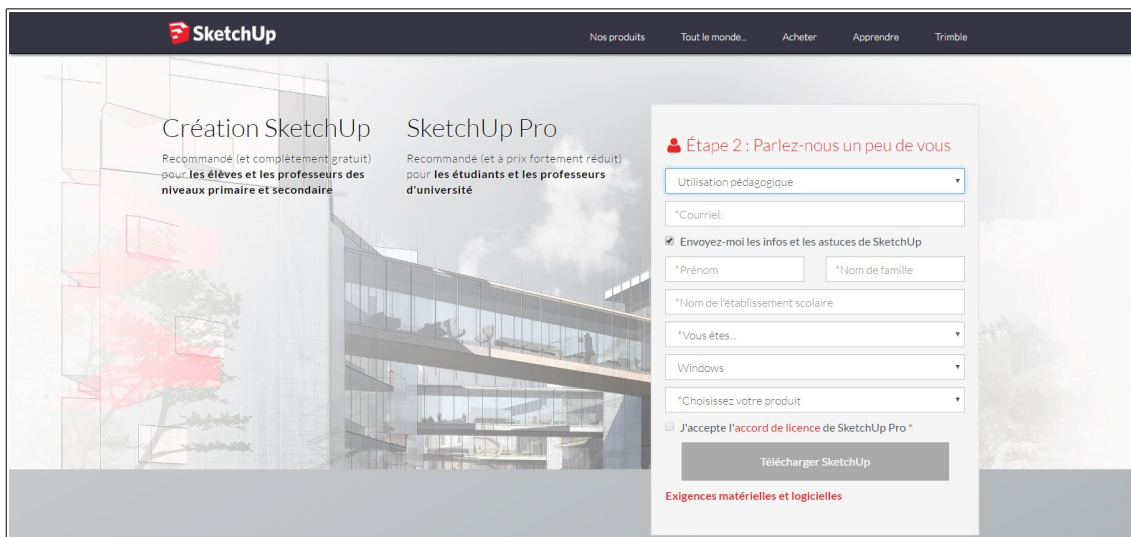 SketchUp
Nos produits
Tout le monde...
Acheter
Apprendre
Trimble
Création SketchUp
Recommandé (et complètement gratuit)
pour les élèves et les professeurs des
niveaux primaire et secondaire
SketchUp Pro
Recommandé (et à prix fortement réduit)
pour les étudiants et les professeurs
d'université
Étape 2 : Parlez-nous un peu de vous
Utilisation pédagogique
*Courriel:
Envoyez-moi les infos et les astuces de SketchUp
*Prénom
*Nom de famille
*Nom de l'établissement scolaire
*Vous êtes...
Windows
*Choisissez votre produit
J'accepte l'accord de licence de SketchUp Pro *
Télécharger SketchUp
Exigences matérielles et logicielles